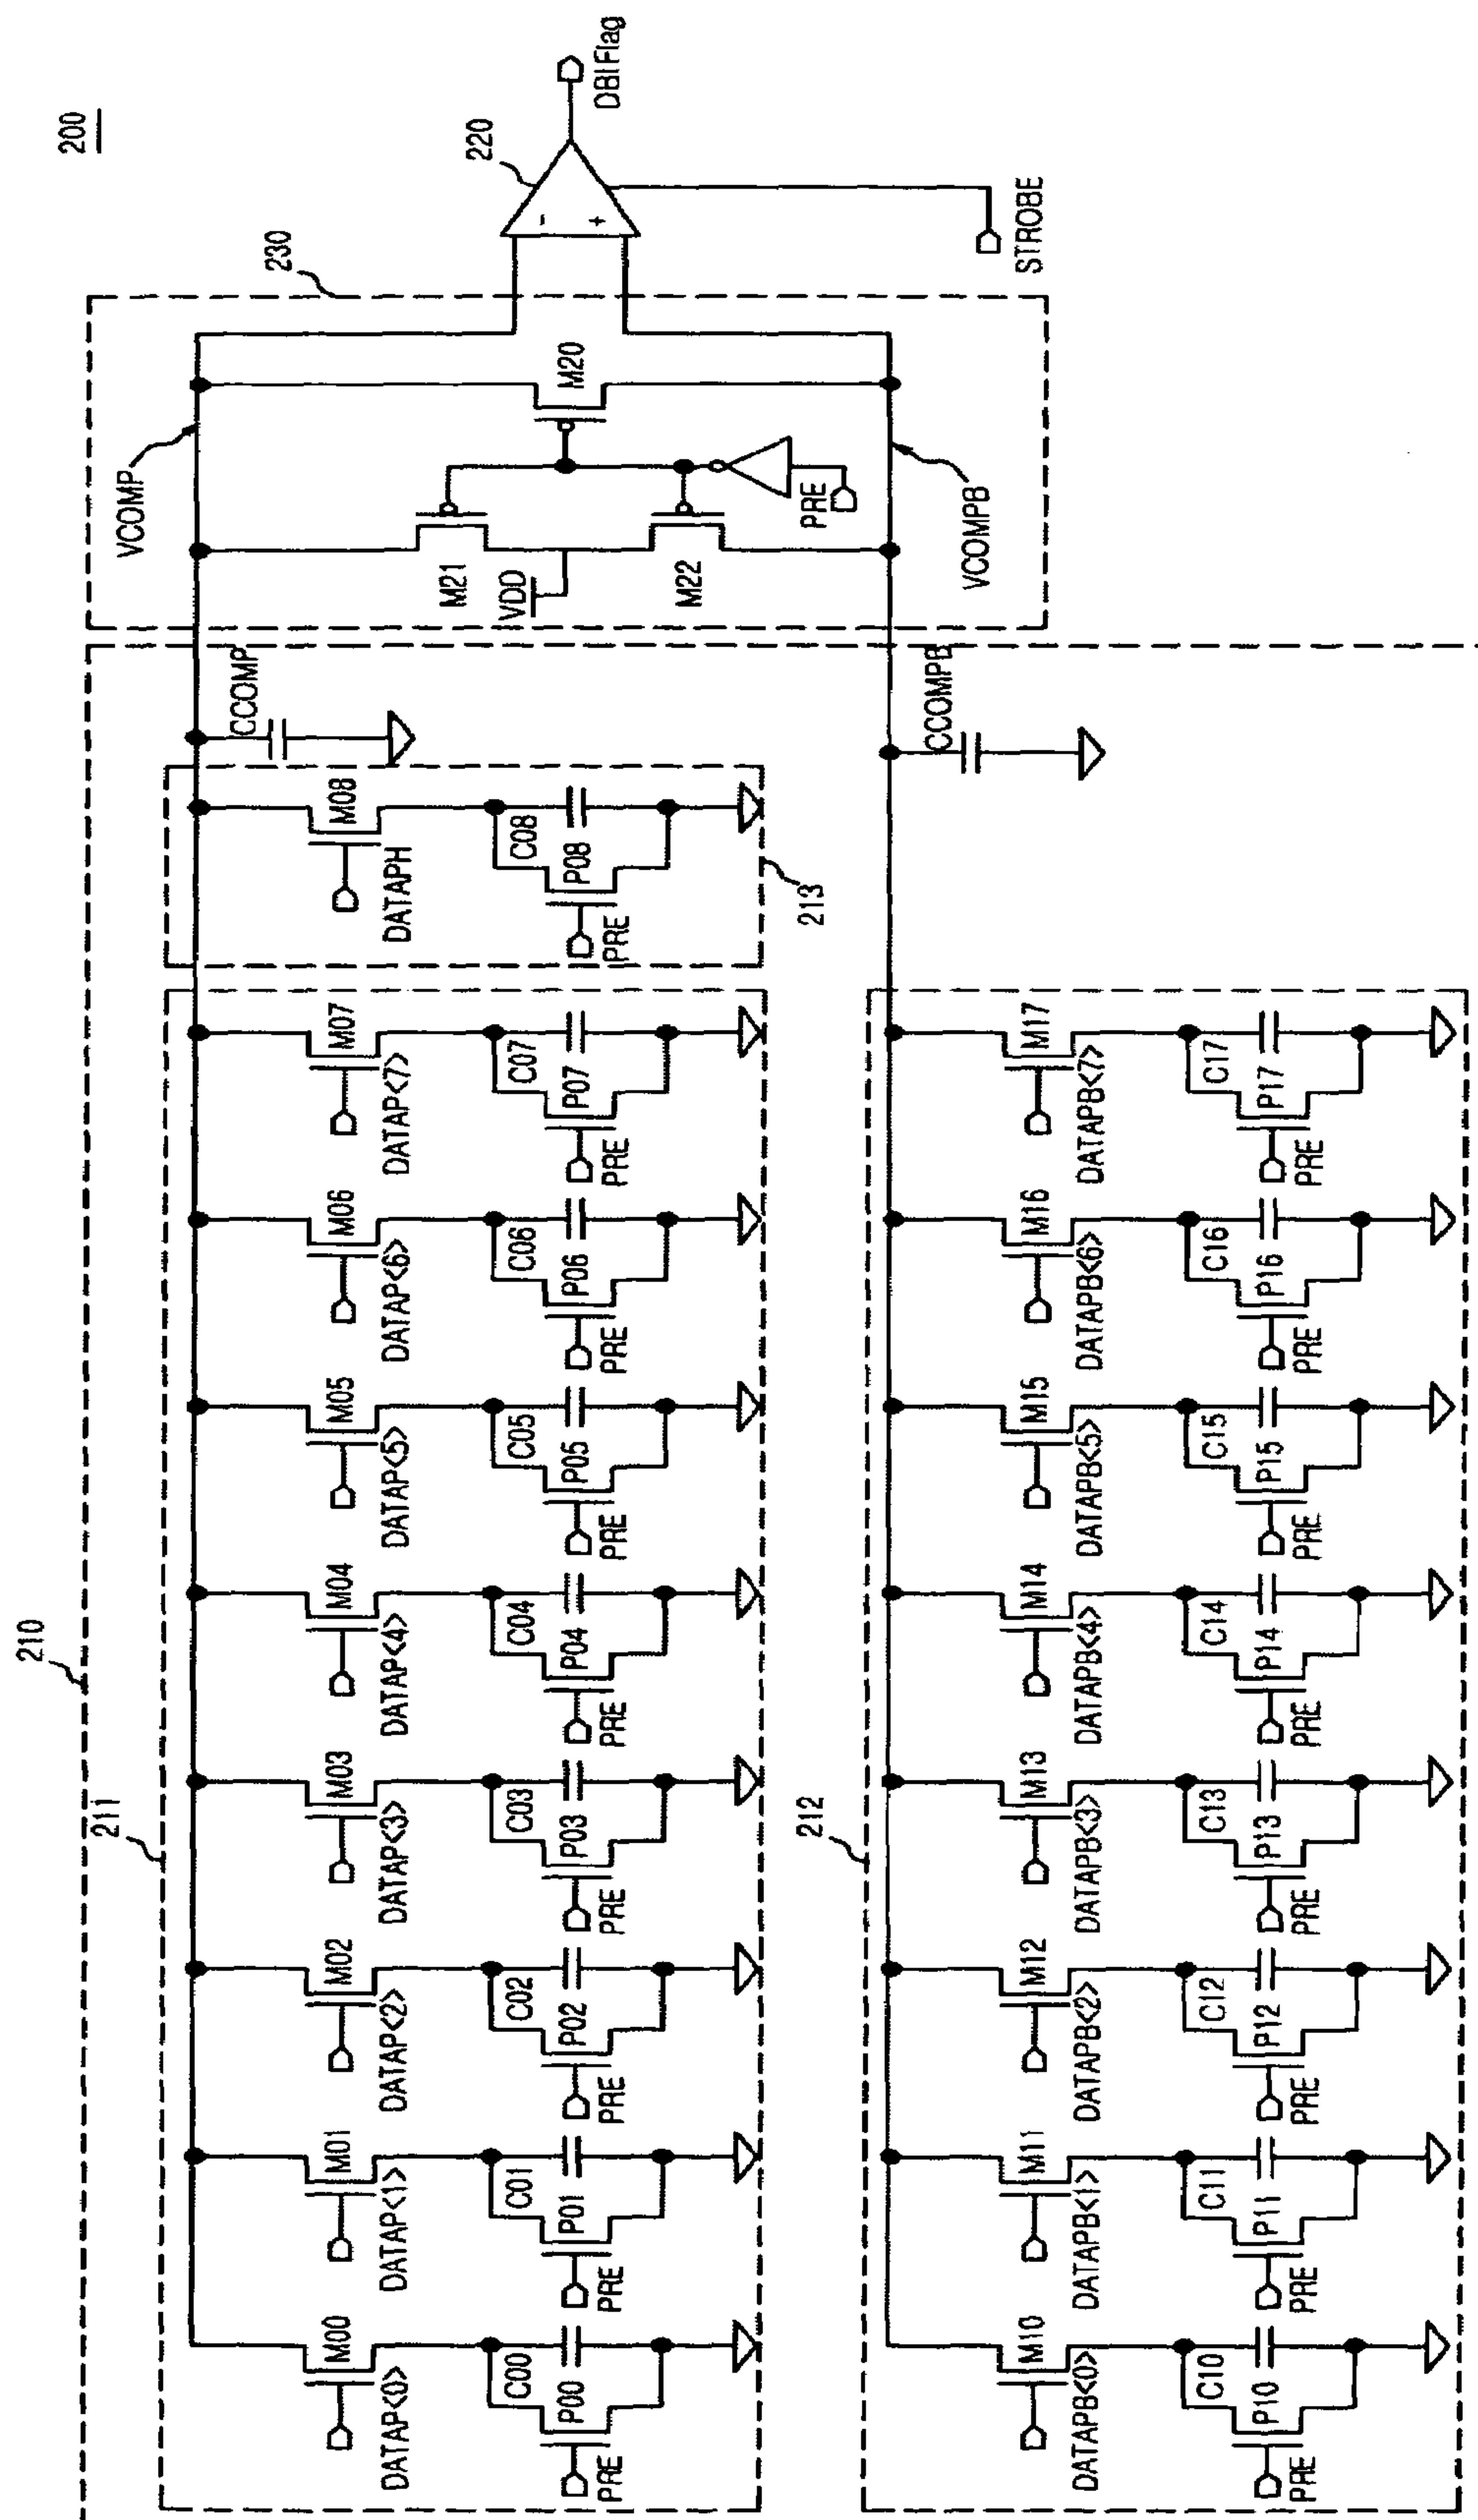 200
210
211
M00
DATAP<0>
C00
P00
PRE
M01
DATAP<1>
C01
P01
PRE
M02
DATAP<2>
C02
P02
PRE
M03
DATAP<3>
C03
P03
PRE
M04
DATAP<4>
C04
P04
PRE
M05
DATAP<5>
C05
P05
PRE
M06
DATAP<6>
C06
P06
PRE
M07
DATAP<7>
C07
P07
PRE
M08
DATAPH
C08
P08
PRE
213
CCOMP
VCOMP
230
M21
VDD
M22
M20
PRE
VCOMPB
220
-
+
DBIFlag
STROBE
212
M10
DATAPB<0>
C10
P10
PRE
M11
DATAPB<1>
C11
P11
PRE
M12
DATAPB<2>
C12
P12
PRE
M13
DATAPB<3>
C13
P13
PRE
M14
DATAPB<4>
C14
P14
PRE
M15
DATAPB<5>
C15
P15
PRE
M16
DATAPB<6>
C16
P16
PRE
M17
DATAPB<7>
C17
P17
PRE
CCOMPB